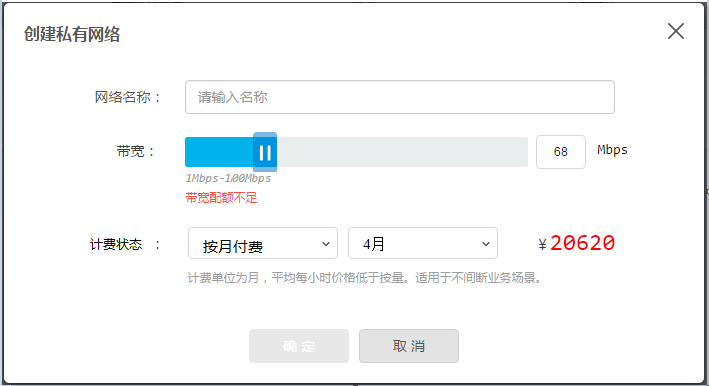 创建私有网络
网络名称：
请输入名称
带宽：
68
Mbps
1Mbps-100Mbps
带宽配额不足
计费状态 ：
按月付费
4月
¥20620
计费单位为月，平均每小时价格低于按量。适用于不间断业务场景。
确 定
取 消